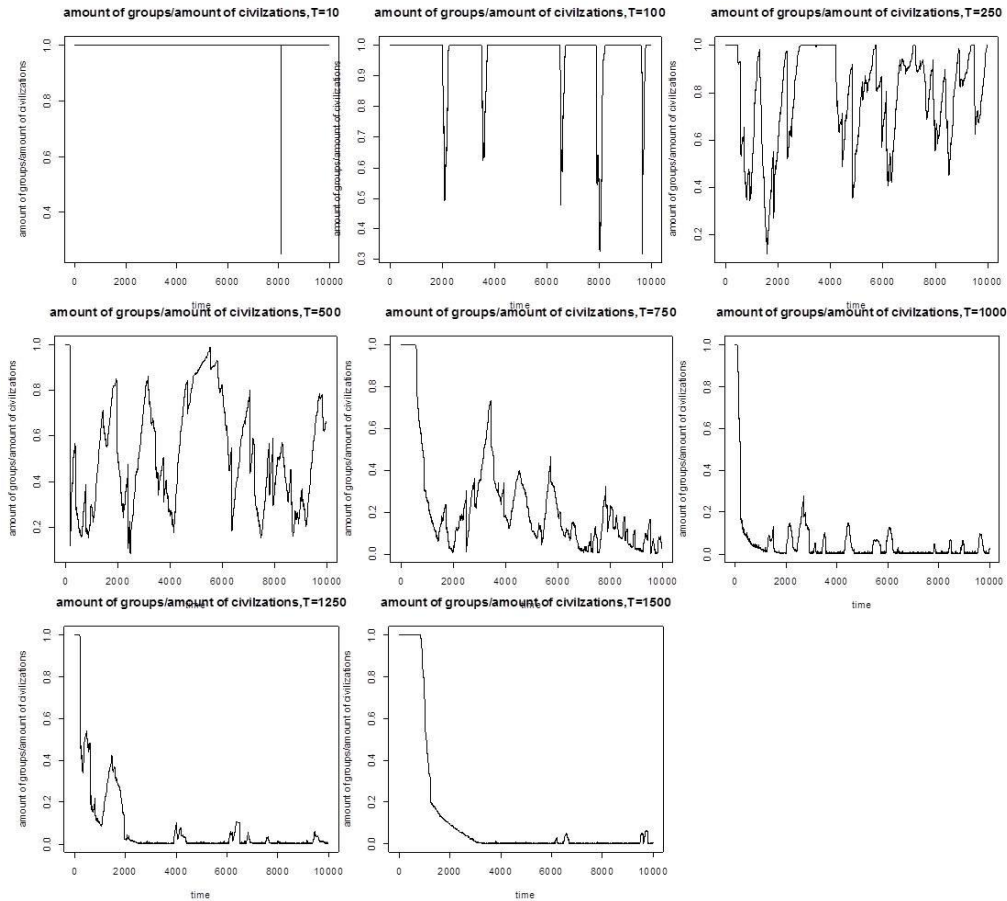 amount of groups/amount of civilzations,T=10
amount of groups/amount of civilizations
1.0
0.8
0.6
0.4
0 2000 4000 6000 8000 10000
time
amount of groups/amount of civilzations,T=100
amount of groups/amount of civilizations
1.0
0.9
0.8
0.7
0.6
0.5
0.4
0.3
0 2000 4000 6000 8000 10000
time
amount of groups/amount of civilzations,T=250
amount of groups/amount of civilizations
1.0
0.8
0.6
0.4
0.2
0 2000 4000 6000 8000 10000
time
amount of groups/amount of civilzations,T=500
amount of groups/amount of civilizations
1.0
0.8
0.6
0.4
0.2
0 2000 4000 6000 8000 10000
time
amount of groups/amount of civilzations,T=750
amount of groups/amount of civilizations
1.0
0.8
0.6
0.4
0.2
0.0
0 2000 4000 6000 8000 10000
time
amount of groups/amount of civilzations,T=1000
amount of groups/amount of civilizations
1.0
0.8
0.6
0.4
0.2
0.0
0 2000 4000 6000 8000 10000
time
amount of groups/amount of civilzations,T=1250
amount of groups/amount of civilizations
1.0
0.8
0.6
0.4
0.2
0.0
0 2000 4000 6000 8000 10000
time
amount of groups/amount of civilzations,T=1500
amount of groups/amount of civilizations
1.0
0.8
0.6
0.4
0.2
0.0
0 2000 4000 6000 8000 10000
time